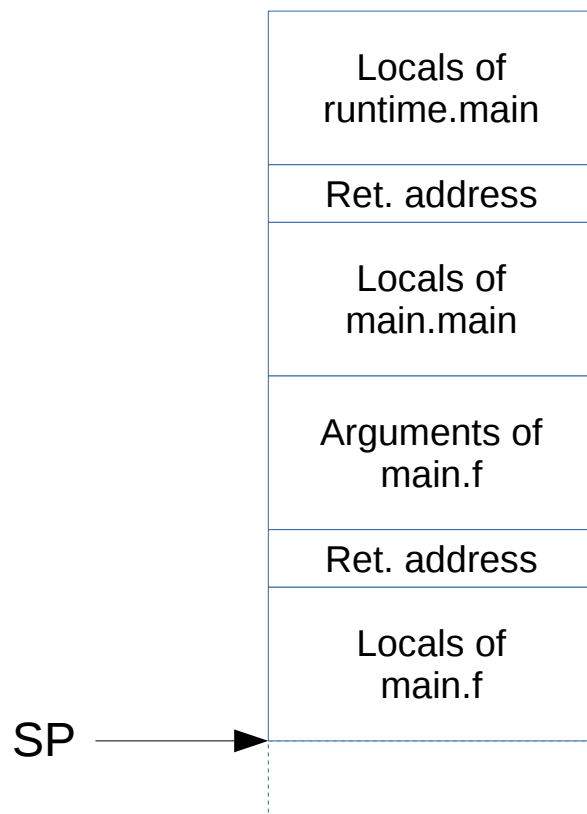 Locals of
runtime.main
Ret. address
Locals of
main.main
Arguments of
main.f
Ret. address
Locals of
main.f
SP